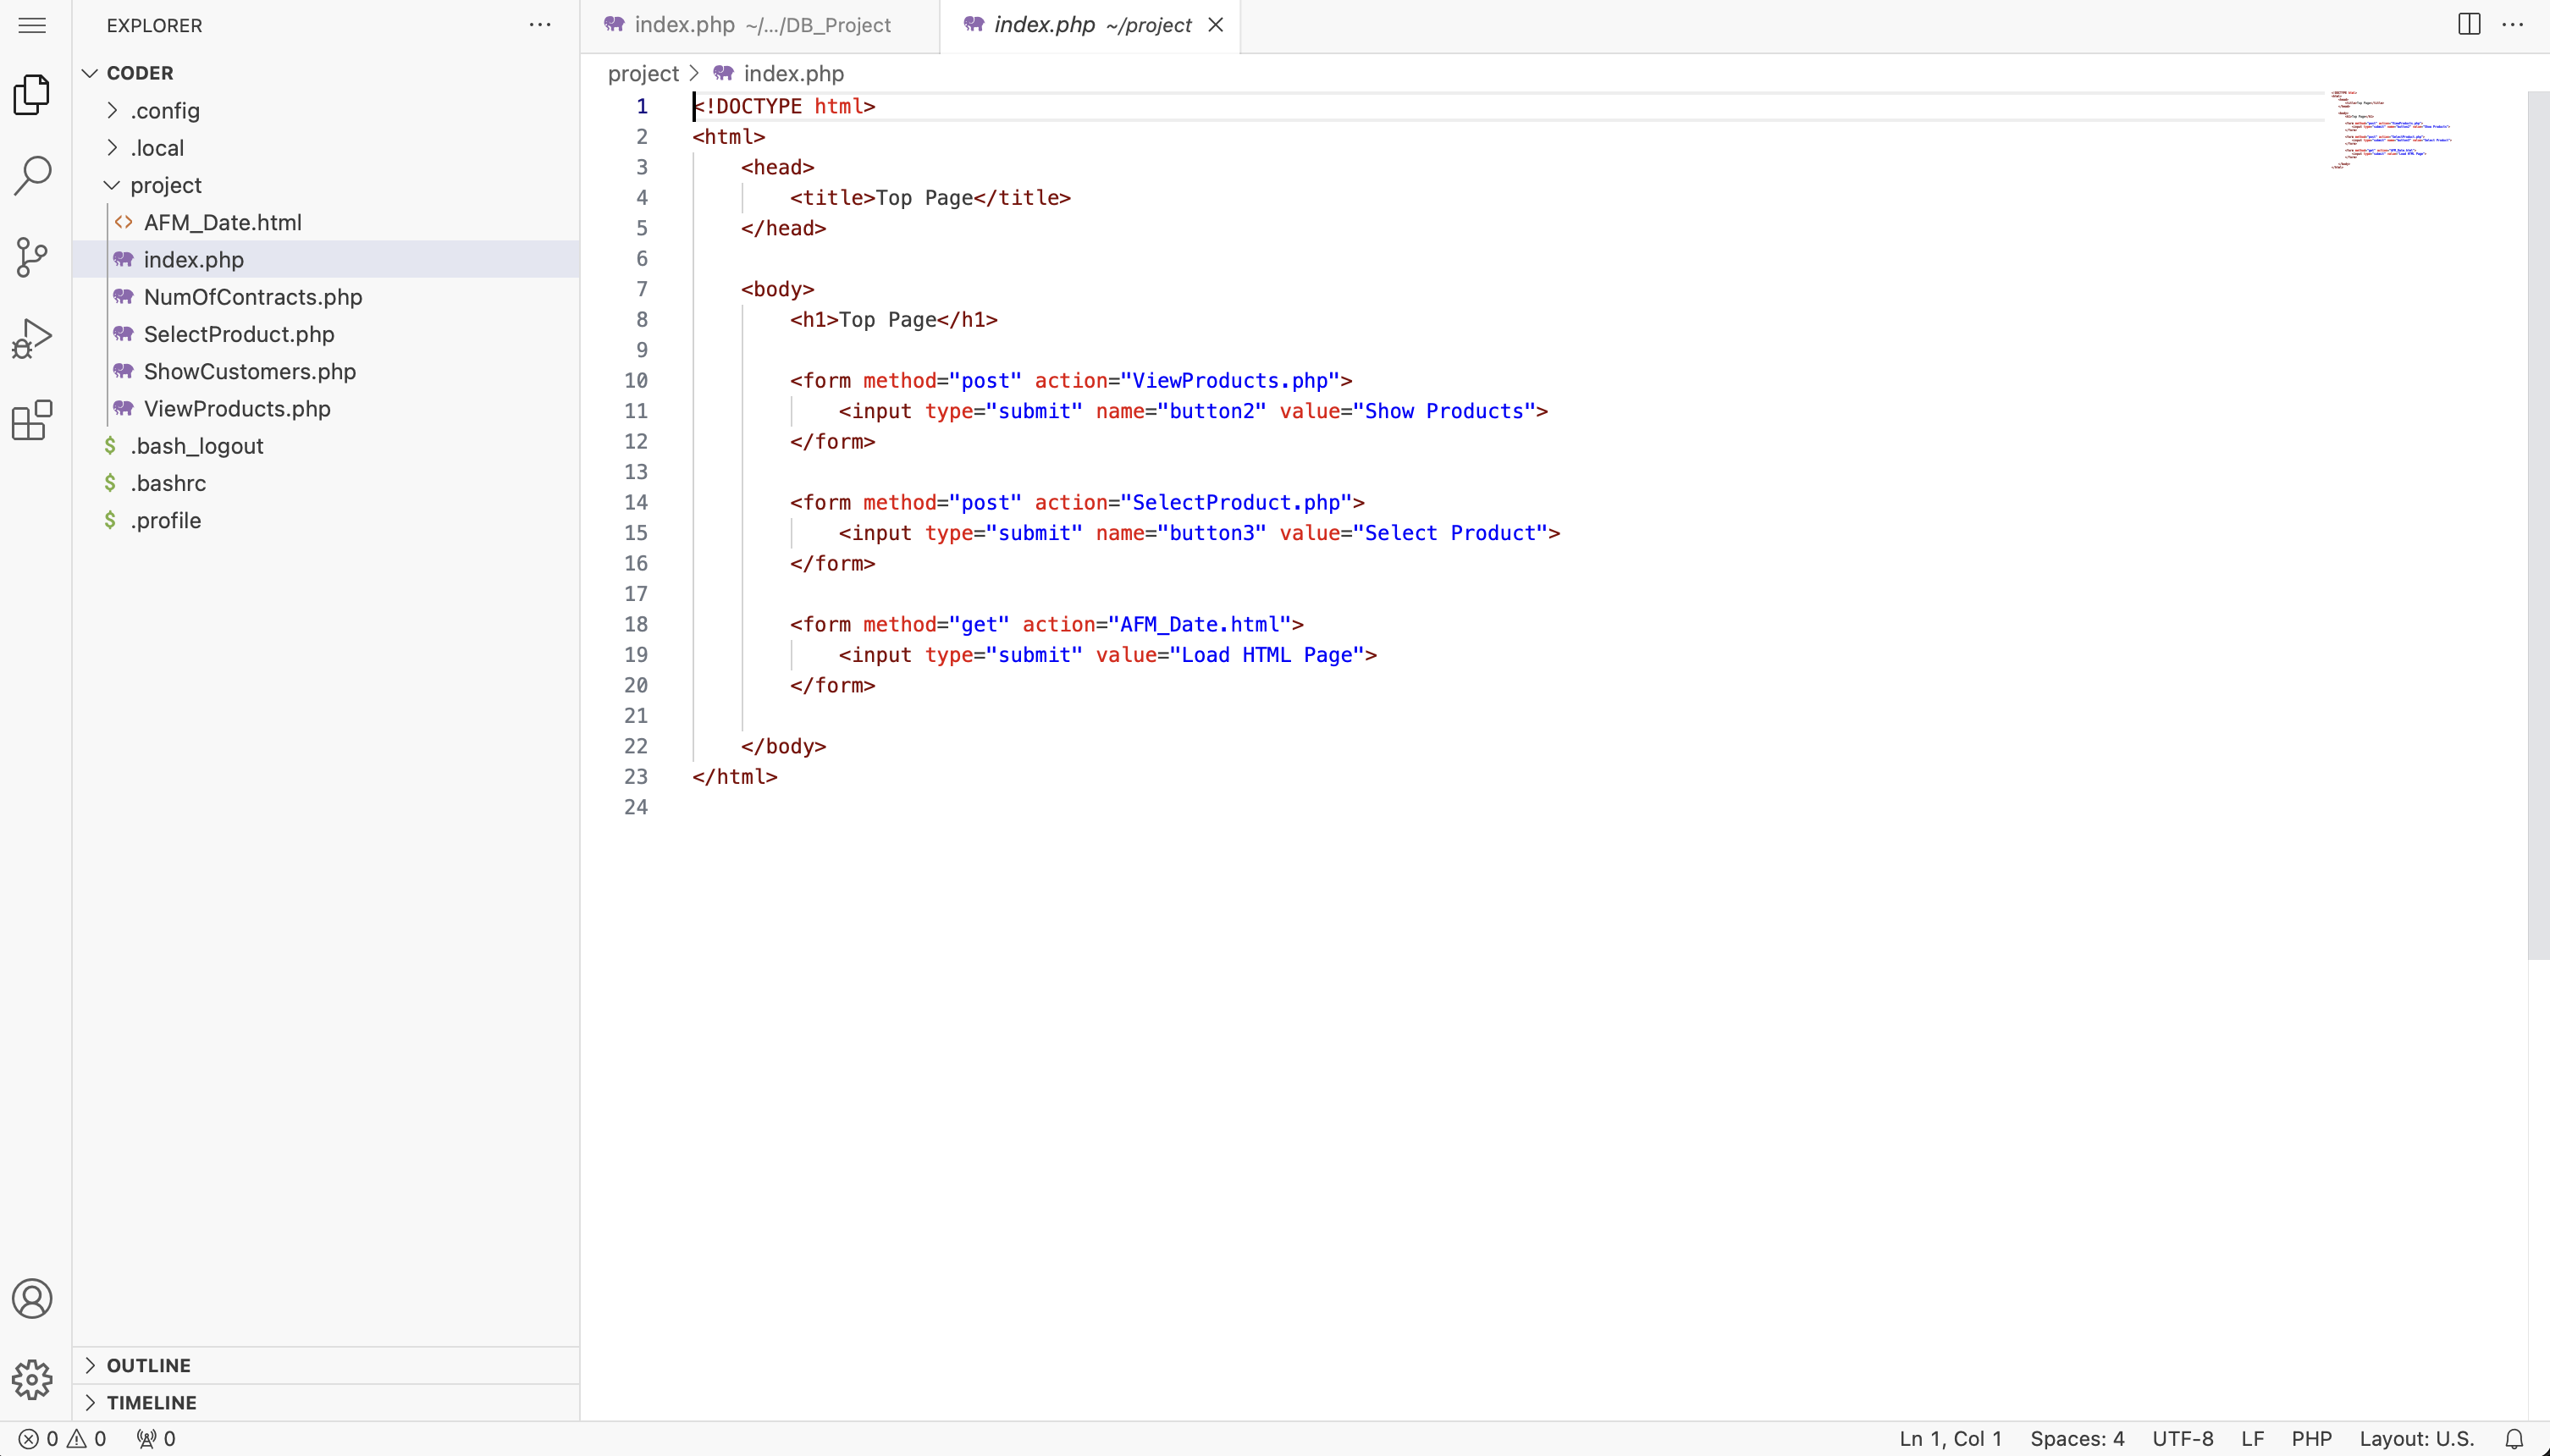 EXPLORER
CODER
.config
.local
project
AFM_Date.html
index.php
NumOfContracts.php
SelectProduct.php
ShowCustomers.php
ViewProducts.php
.bash_logout
.bashrc
.profile
OUTLINE
TIMELINE
index.php ~/.../DB_Project
index.php ~/project
project > index.php
1 <!DOCTYPE html>
2 <html>
3 <head>
4 <title>Top Page</title>
5 </head>
6
7 <body>
8 <h1>Top Page</h1>
9
10 <form method="post" action="ViewProducts.php">
11 <input type="submit" name="button2" value="Show Products">
12 </form>
13
14 <form method="post" action="SelectProduct.php">
15 <input type="submit" name="button3" value="Select Product">
16 </form>
17
18 <form method="get" action="AFM_Date.html">
19 <input type="submit" value="Load HTML Page">
20 </form>
21
22 </body>
23 </html>
24
0 0 0
Ln 1, Col 1 Spaces: 4 UTF-8 LF PHP Layout: U.S.